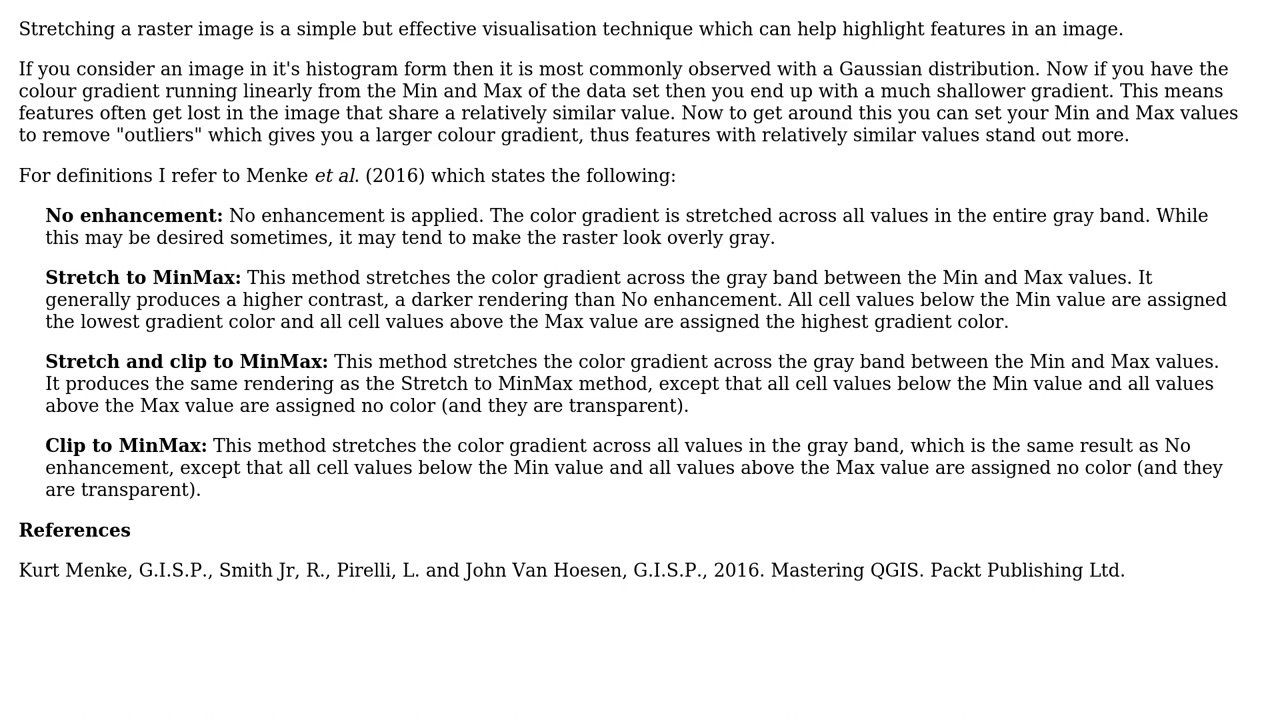 Stretching a raster image is a simple but effective visualisation technique which can help highlight features in an image.
If you consider an image in it's histogram form then it is most commonly observed with a Gaussian distribution. Now if you have the
colour gradient running linearly from the Min and Max of the data set then you end up with a much shallower gradient. This means
features often get lost in the image that share a relatively similar value. Now to get around this you can set your Min and Max values
to remove "outliers" which gives you a larger colour gradient, thus features with relatively similar values stand out more.
For definitions I refer to Menke et al. (2016) which states the following:
No enhancement: No enhancement is applied. The color gradient is stretched across all values in the entire gray band. While
this may be desired sometimes, it may tend to make the raster look overly gray.
Stretch to MinMax: This method stretches the color gradient across the gray band between the Min and Max values. It
generally produces a higher contrast, a darker rendering than No enhancement. All cell values below the Min value are assigned
the lowest gradient color and all cell values above the Max value are assigned the highest gradient color.
Stretch and clip to MinMax: This method stretches the color gradient across the gray band between the Min and Max values.
It produces the same rendering as the Stretch to MinMax method, except that all cell values below the Min value and all values
above the Max value are assigned no color (and they are transparent).
Clip to MinMax: This method stretches the color gradient across all values in the gray band, which is the same result as No
enhancement, except that all cell values below the Min value and all values above the Max value are assigned no color (and they
are transparent).
References
Kurt Menke, G.I.S.P., Smith Jr, R., Pirelli, L. and John Van Hoesen, G.I.S.P., 2016. Mastering QGIS. Packt Publishing Ltd.